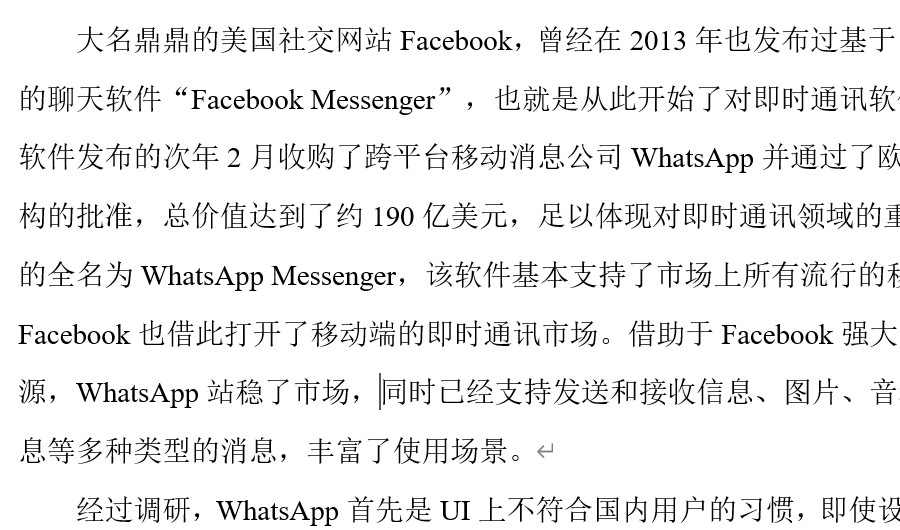 大名鼎鼎的美国社交网站 Facebook，曾经在 2013 年也发布过基于
的聊天软件“Facebook Messenger”，也就是从此开始了对即时通讯软
软件发布的次年 2 月收购了跨平台移动消息公司 WhatsApp 并通过了欧
构的批准，总价值达到了约 190 亿美元，足以体现对即时通讯领域的重
的全名为 WhatsApp Messenger，该软件基本支持了市场上所有流行的移
Facebook 也借此打开了移动端的即时通讯市场。借助于 Facebook 强大
源，WhatsApp 站稳了市场，同时已经支持发送和接收信息、图片、音
息等多种类型的消息，丰富了使用场景。
经过调研，WhatsApp 首先是 UI 上不符合国内用户的习惯，即使设